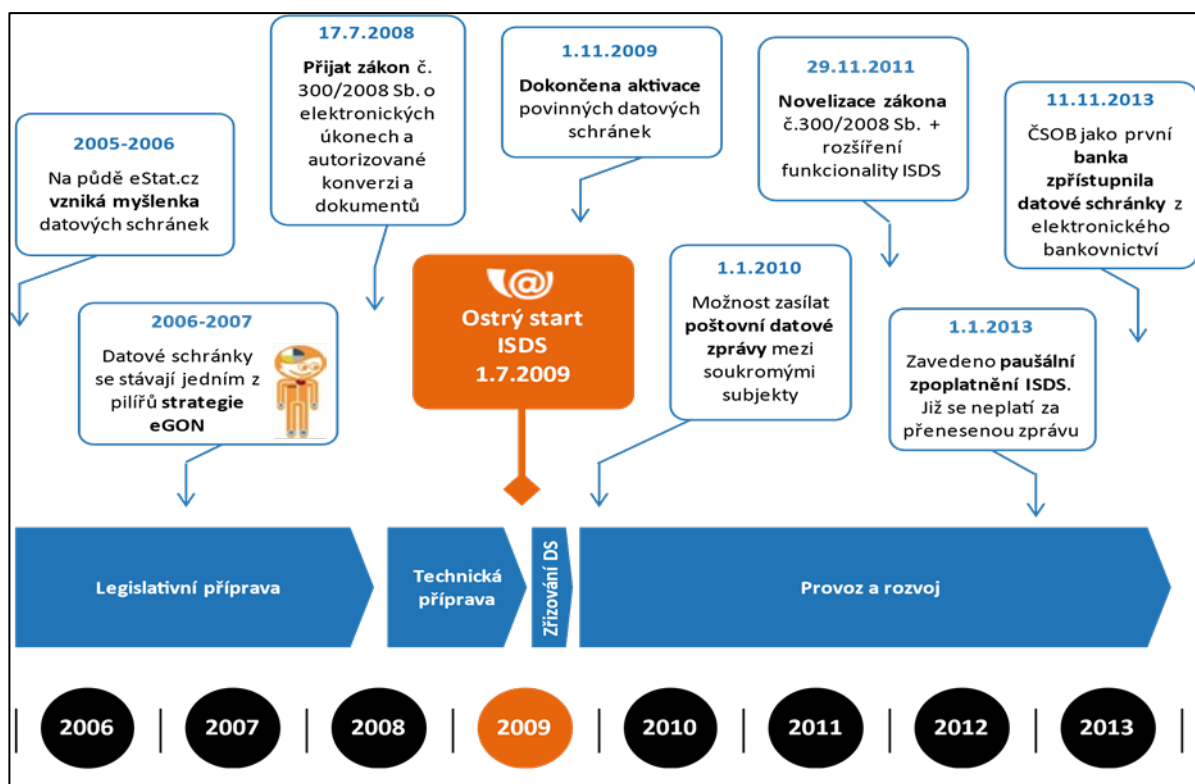 2005-2006
Na půdě eStat.cz
vzniká myšlenka
datových schránek
2006-2007
Datové schránky
se stávají jedním z
pilířů strategie
eGON
17.7.2008
Přijat zákon č.
300/2008 Sb. o
elektronických
úkonech a
autorizované
konverzi a
dokumentů
@
Ostrý start
ISDS
1.7.2009
1.11.2009
Dokončena aktivace
povinných datových
schránek
1.1.2010
Možnost zasílat
poštovní datové
zprávy mezi
soukromými
subjekty
29.11.2011
Novelizace zákona
č.300/2008 Sb. +
rozšíření
funkcionality ISDS
1.1.2013
Zavedeno paušální
zpoplatnění ISDS.
Již se neplatí za
přenesenou zprávu
11.11.2013
ČSOB jako první
banka
zpřístupnila
datové schránky z
elektronického
bankovnictví
Legislativní příprava
Technická
příprava
Zřizování DS
Provoz a rozvoj
2006
2007
2008
2009
2010
2011
2012
2013